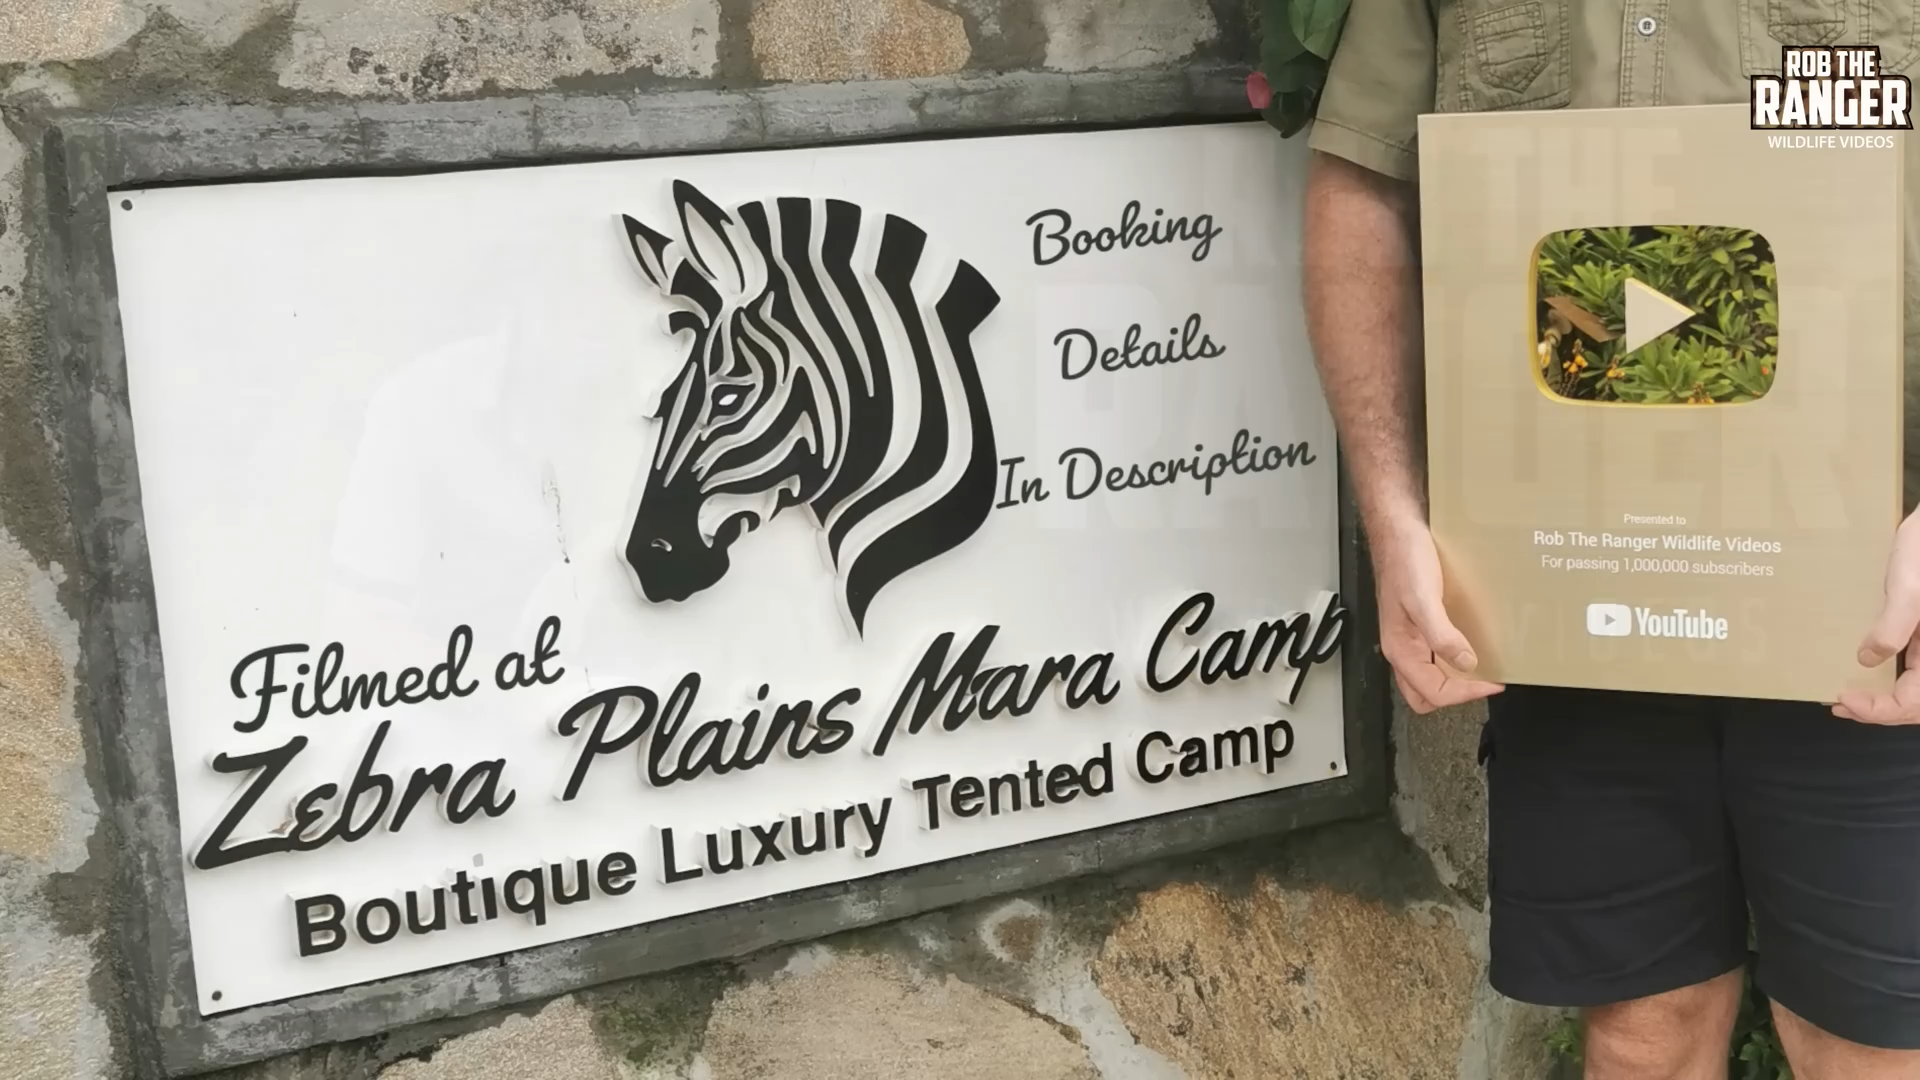 Booking
Details
In Description
Filmed at
Zebra Plains Mara Camp
Boutique Luxury Tented Camp
ROB THE
RANGER
WILDLIFE VIDEOS
Presented to
Rob The Ranger Wildlife Videos
For passing 1,000,000 subscribers
YouTube